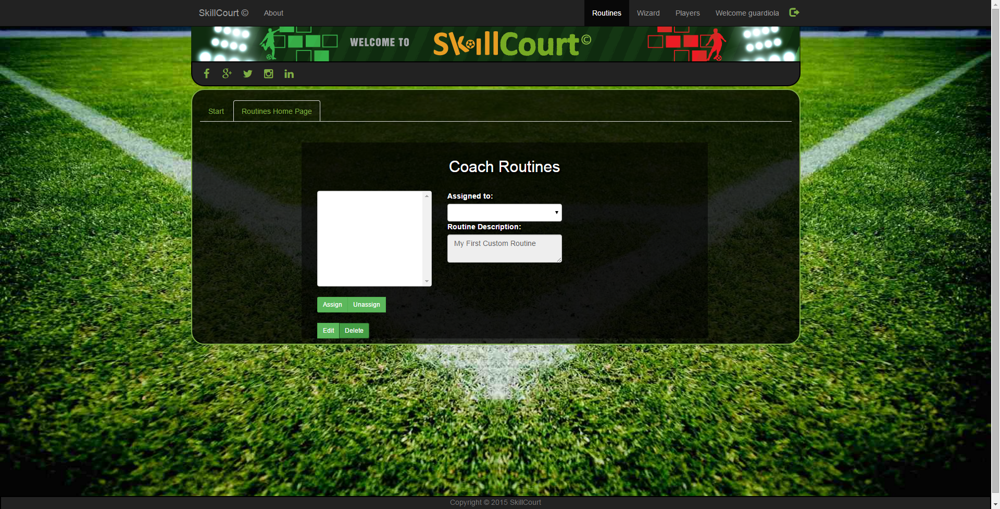 SkillCourt ©
About
Routines
Wizard
Players
Welcome guardiola
WELCOME TO SkillCourt©
Start
Routines Home Page
Coach Routines
Assigned to:
Routine Description:
My First Custom Routine
Assign
Unassign
Edit
Delete
Copyright © 2015 SkillCourt